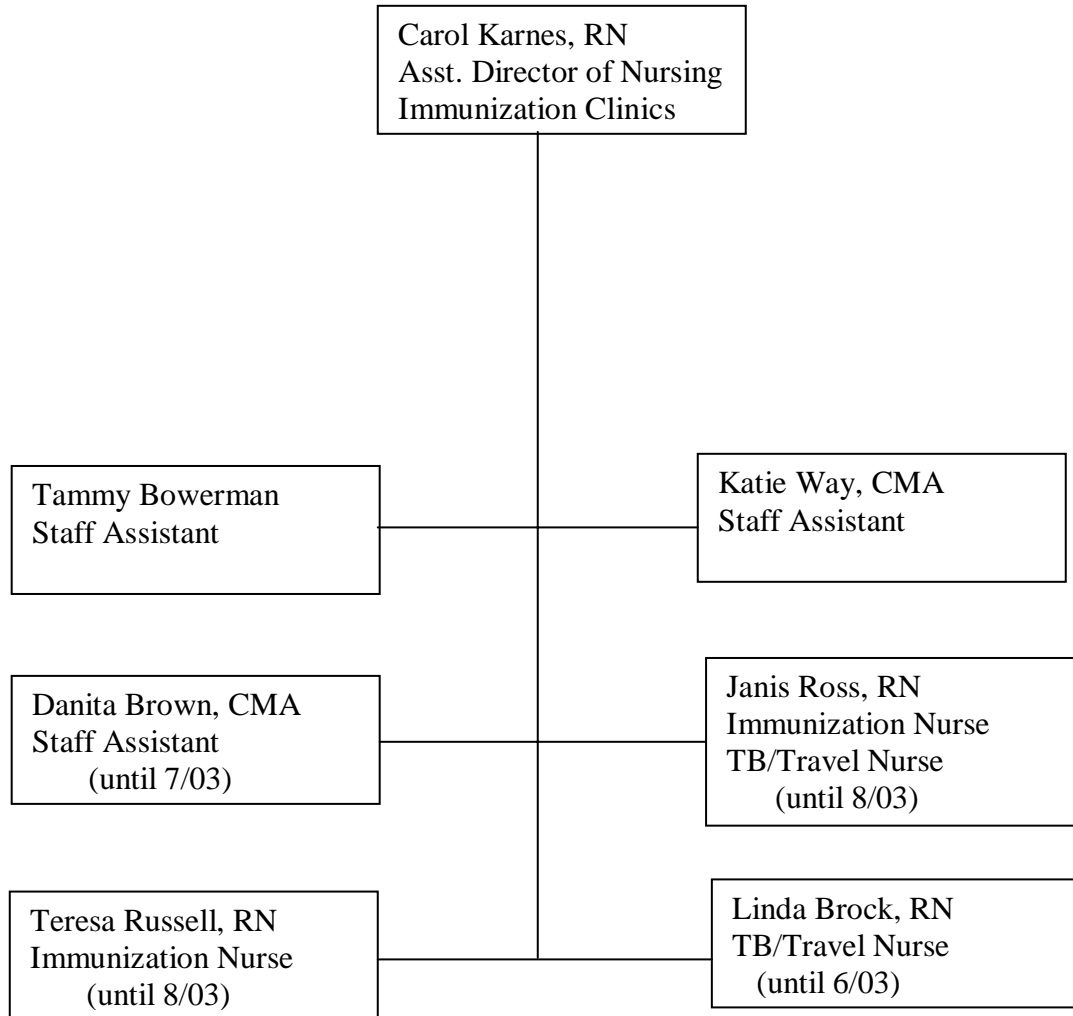 Carol Karnes, RN
Asst. Director of Nursing
Immunization Clinics
Tammy Bowerman
Staff Assistant
Katie Way, CMA
Staff Assistant
Danita Brown, CMA
Staff Assistant
(until 7/03)
Janis Ross, RN
Immunization Nurse
TB/Travel Nurse
(until 8/03)
Teresa Russell, RN
Immunization Nurse
(until 8/03)
Linda Brock, RN
TB/Travel Nurse
(until 6/03)